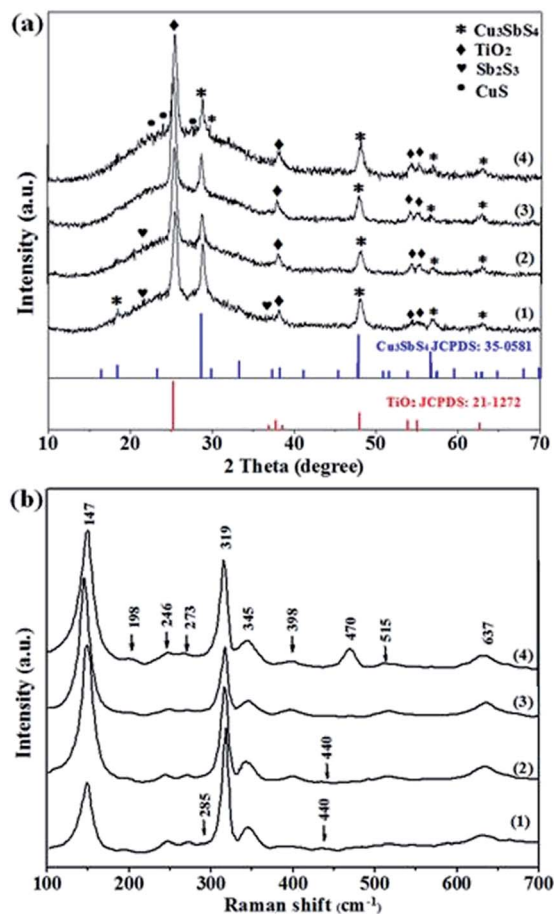 (a)
* Cu3SbS4
♦ TiO2
♥ Sb2S3
• CuS
(4)
(3)
(2)
(1)
Cu3SbS4 JCPDS: 35-0581
TiO2 JCPDS: 21-1272
Intensity (a.u.)
10 20 30 40 50 60 70
2 Theta (degree)
(b)
147
319
198 246 273 345 398 470 515 637
(4)
(3)
440
(2)
285 440
(1)
Intensity (a.u.)
100 200 300 400 500 600 700
Raman shift (cm-1)